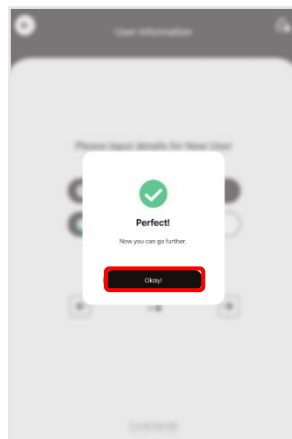 User Information
Please input details for New User
Perfect!
Now you can go further.
Okay!